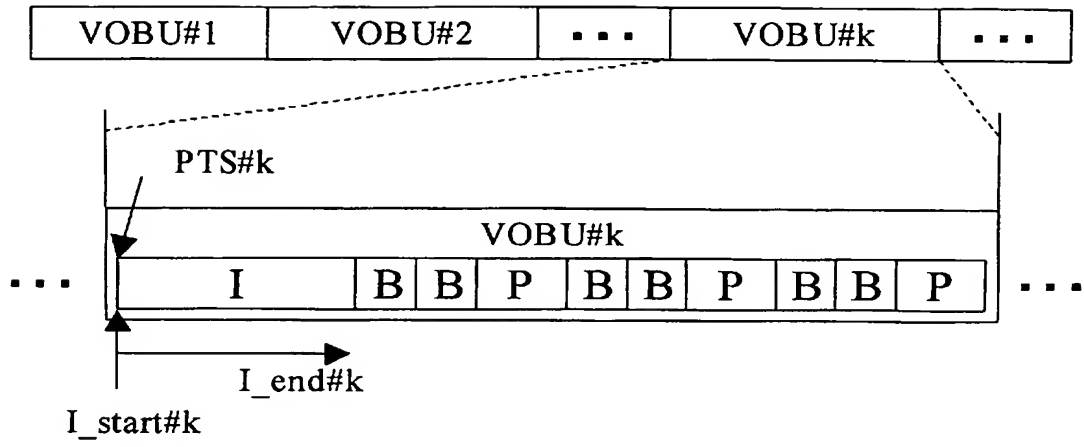 VOBU#1 VOBU#2 ... VOBU#k ...
PTS#k
VOBU#k
... I B B P B B P B B P ...
I_end#k
I_start#k